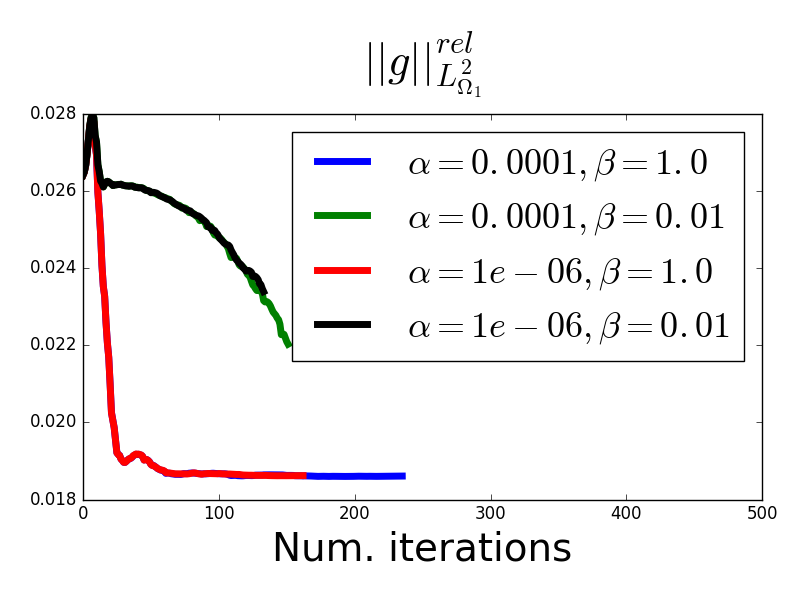 ||g||^{rel}_{L^2_{Ω_1}}
0.028
0.026
0.024
0.022
0.020
0.018
α = 0.0001, β = 1.0
α = 0.0001, β = 0.01
α = 1e − 06, β = 1.0
α = 1e − 06, β = 0.01
0 100 200 300 400 500
Num. iterations